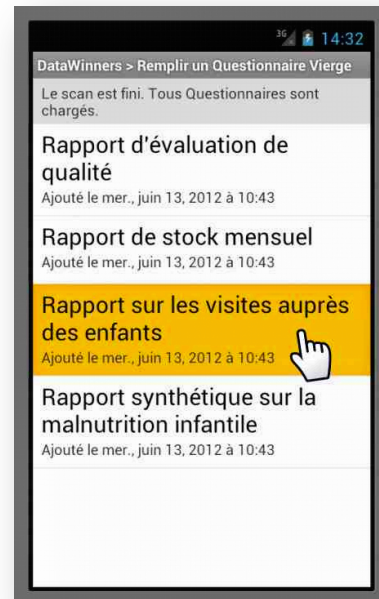 3G 14:32
DataWinners > Remplir un Questionnaire Vierge
Le scan est fini. Tous Questionnaires sont
chargés.
Rapport d'évaluation de
qualité
Ajouté le mer., juin 13, 2012 à 10:43
Rapport de stock mensuel
Ajouté le mer., juin 13, 2012 à 10:43
Rapport sur les visites auprès
des enfants
Ajouté le mer., juin 13, 2012 à 10:43
Rapport synthétique sur la
malnutrition infantile
Ajouté le mer., juin 13, 2012 à 10:43